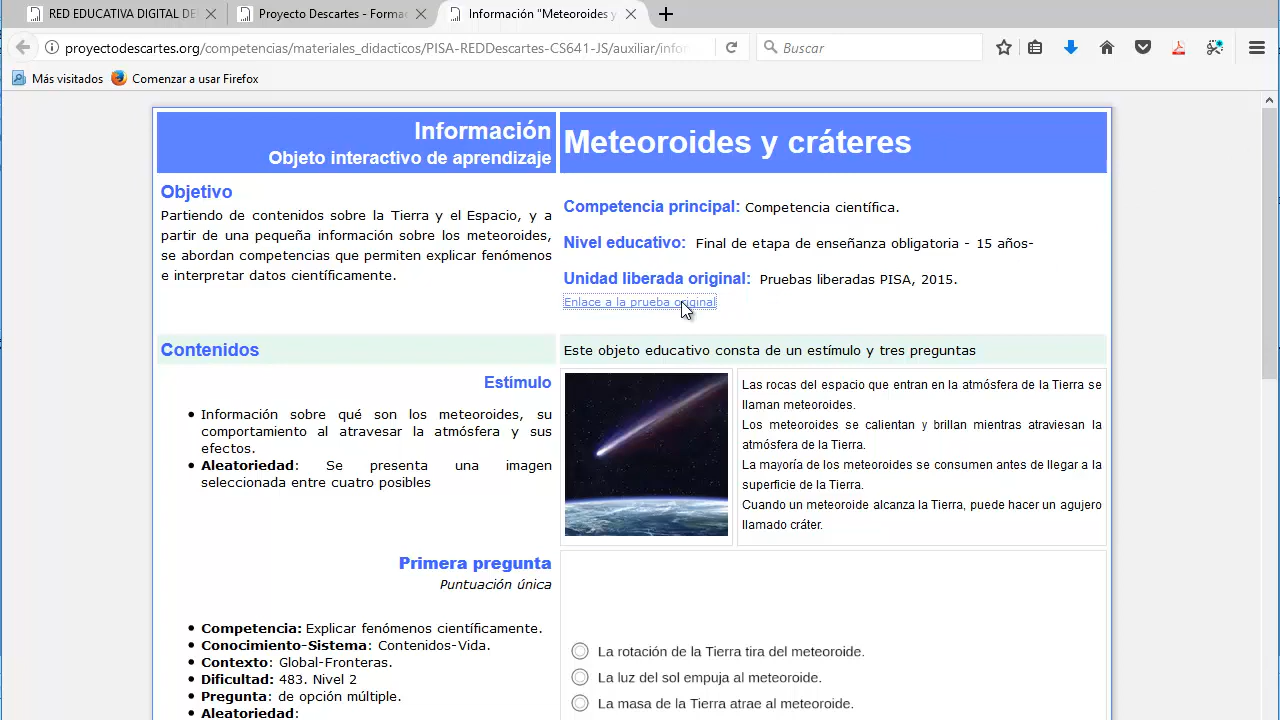 RED EDUCATIVA DIGITAL DE
Proyecto Descartes - Forma
Información "Meteoroides y
proyectodescartes.org/competencias/materiales_didacticos/PISA-REDDescartes-CS641-JS/auxiliar/info
Buscar
Más visitados
Comenzar a usar Firefox
Información
Objeto interactivo de aprendizaje
Meteoroides y cráteres
Objetivo
Partiendo de contenidos sobre la Tierra y el Espacio, y a
partir de una pequeña información sobre los meteoroides,
se abordan competencias que permiten explicar fenómenos
e interpretar datos científicamente.
Competencia principal: Competencia científica.
Nivel educativo: Final de etapa de enseñanza obligatoria - 15 años-
Unidad liberada original: Pruebas liberadas PISA, 2015.
Enlace a la prueba original
Contenidos
Este objeto educativo consta de un estímulo y tres preguntas
Estímulo
• Información sobre qué son los meteoroides, su
comportamiento al atravesar la atmósfera y sus
efectos.
• Aleatoriedad: Se presenta una imagen
seleccionada entre cuatro posibles
Las rocas del espacio que entran en la atmósfera de la Tierra se
llaman meteoroides.
Los meteoroides se calientan y brillan mientras atraviesan la
atmósfera de la Tierra.
La mayoría de los meteoroides se consumen antes de llegar a la
superficie de la Tierra.
Cuando un meteoroide alcanza la Tierra, puede hacer un agujero
llamado cráter.
Primera pregunta
Puntuación única
• Competencia: Explicar fenómenos científicamente.
• Conocimiento-Sistema: Contenidos-Vida.
• Contexto: Global-Fronteras.
• Dificultad: 483. Nivel 2
• Pregunta: de opción múltiple.
• Aleatoriedad:
La rotación de la Tierra tira del meteoroide.
La luz del sol empuja al meteoroide.
La masa de la Tierra atrae al meteoroide.